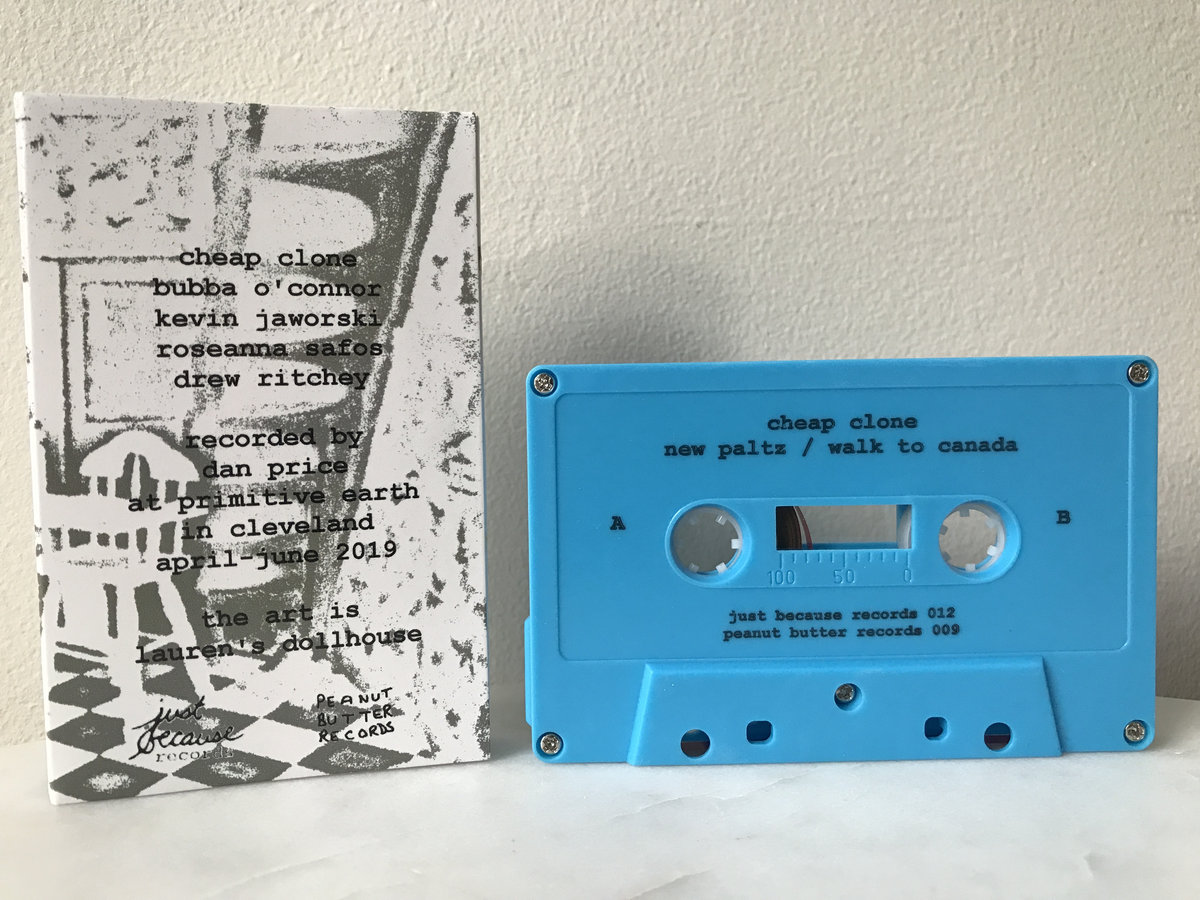 cheap clone
bubba o'connor
kevin jaworski
roseanna safos
drew ritchey
recorded by
dan price
at primitive earth
in cleveland
april-june 2019
the art is
lauren's dollhouse
just
because
records
PEANUT
BUTTER
RECORDS
cheap clone
new paltz / walk to canada
A
B
100 50 0
just because records 012
peanut butter records 009